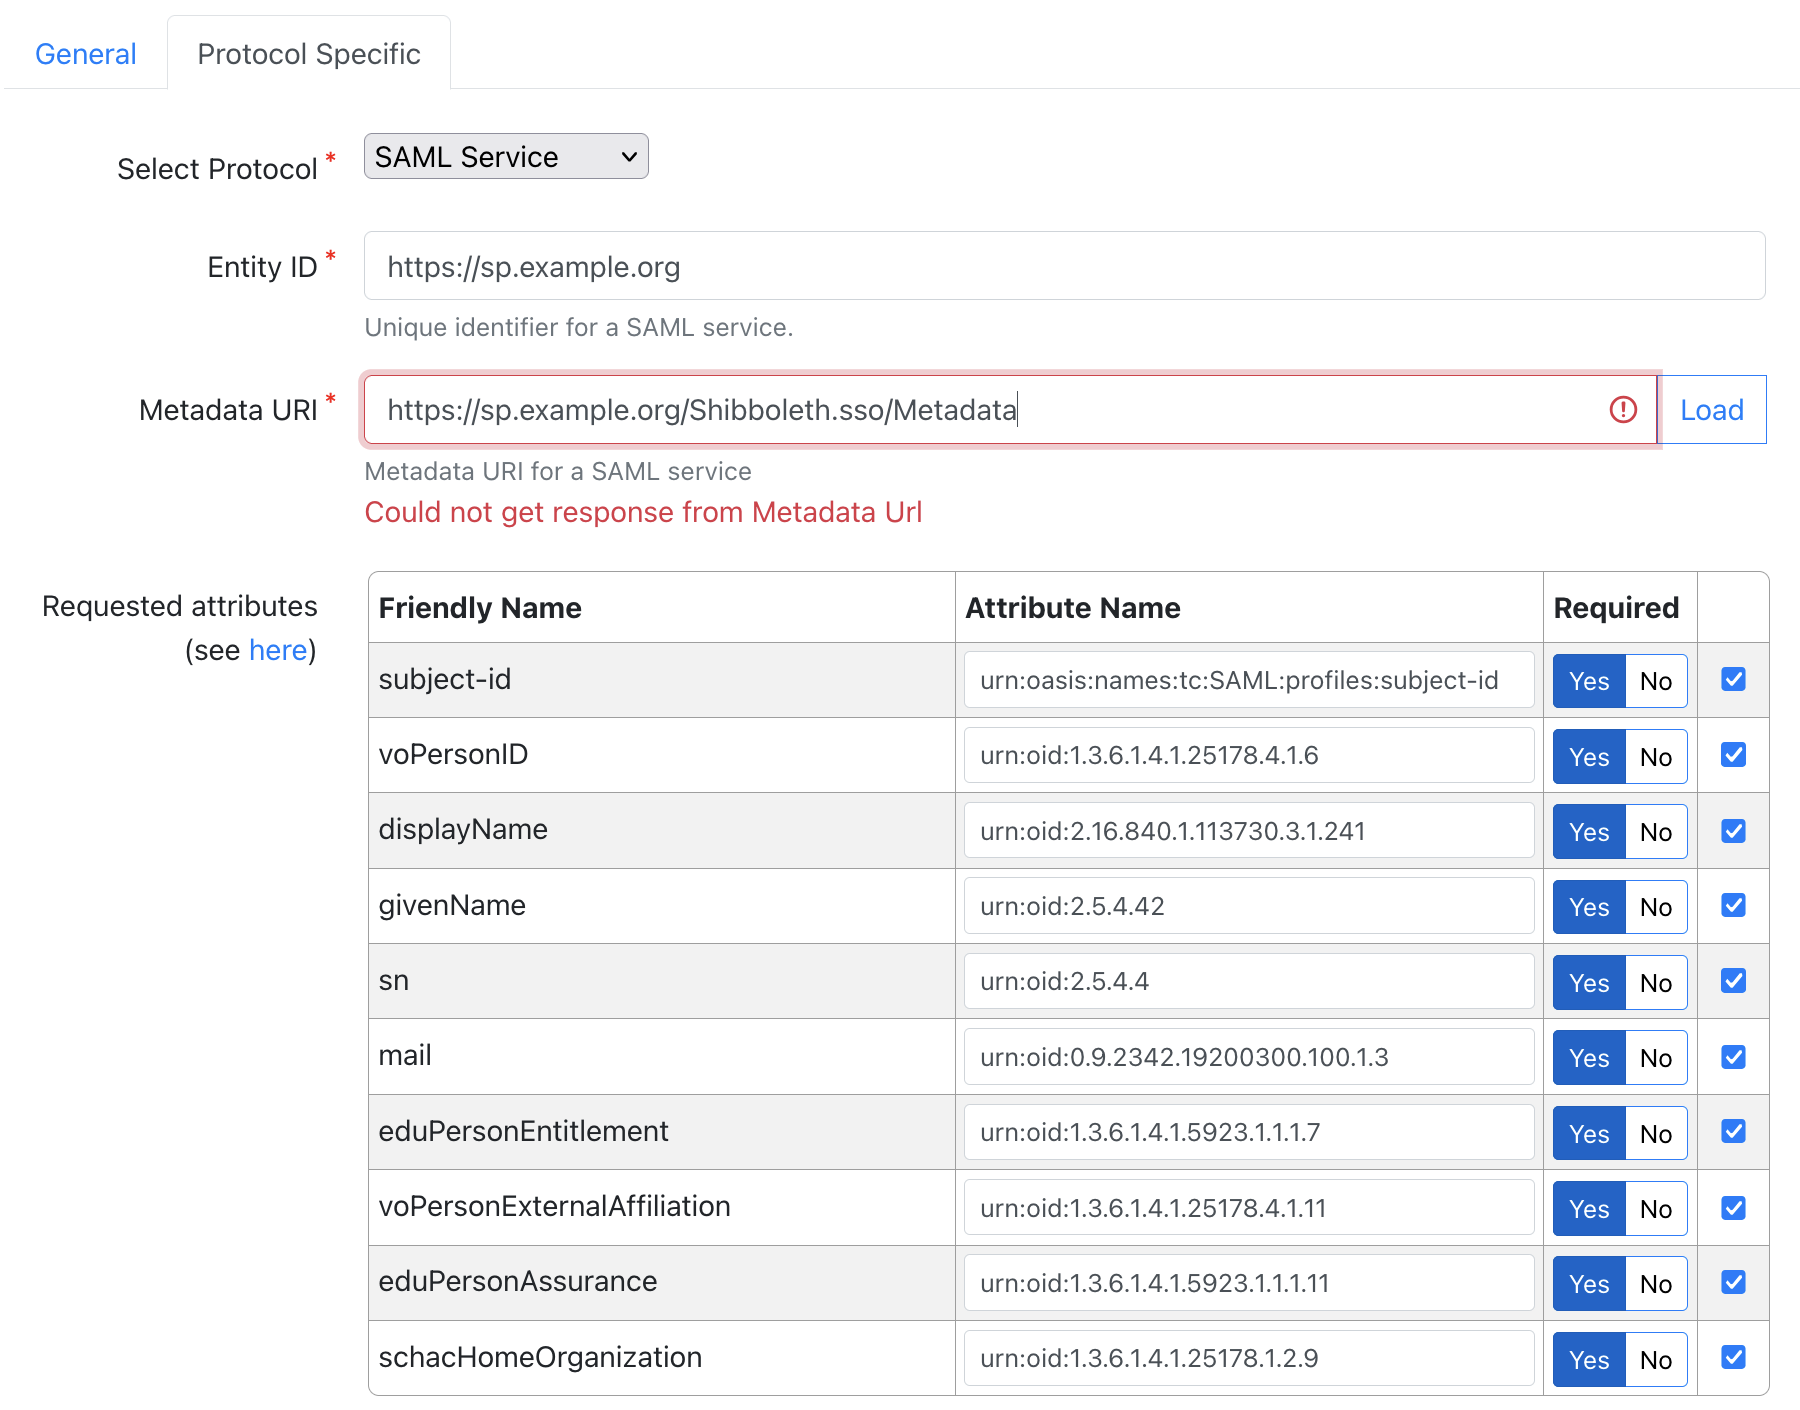 General
Protocol Specific
Select Protocol *
SAML Service
Entity ID *
https://sp.example.org
Unique identifier for a SAML service.
Metadata URI *
https://sp.example.org/Shibboleth.sso/Metadata
Load
Metadata URI for a SAML service
Could not get response from Metadata Url
Requested attributes
(see here)
Friendly Name Attribute Name Required
subject-id urn:oasis:names:tc:SAML:profiles:subject-id Yes No
voPersonID urn:oid:1.3.6.1.4.1.25178.4.1.6 Yes No
displayName urn:oid:2.16.840.1.113730.3.1.241 Yes No
givenName urn:oid:2.5.4.42 Yes No
sn urn:oid:2.5.4.4 Yes No
mail urn:oid:0.9.2342.19200300.100.1.3 Yes No
eduPersonEntitlement urn:oid:1.3.6.1.4.1.5923.1.1.1.7 Yes No
voPersonExternalAffiliation urn:oid:1.3.6.1.4.1.25178.4.1.11 Yes No
eduPersonAssurance urn:oid:1.3.6.1.4.1.5923.1.1.1.11 Yes No
schacHomeOrganization urn:oid:1.3.6.1.4.1.25178.1.2.9 Yes No